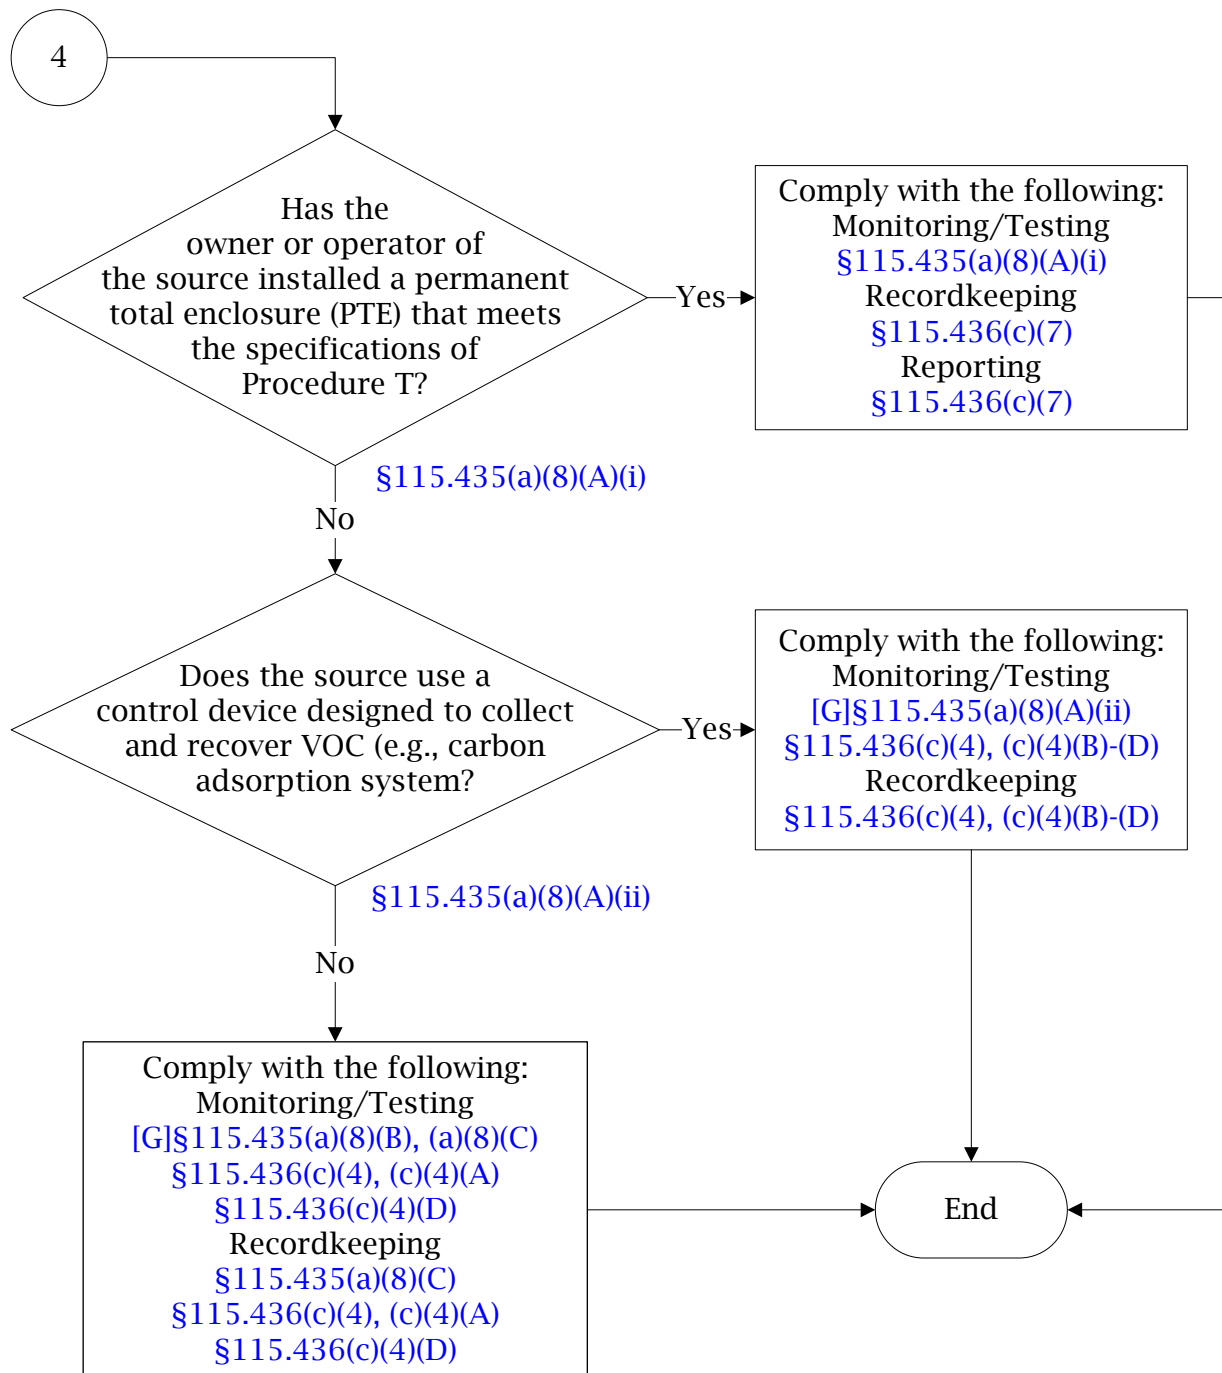 4
Has the
owner or operator of
the source installed a permanent
total enclosure (PTE) that meets
the specifications of
Procedure T?
Yes
Comply with the following:
Monitoring/Testing
§115.435(a)(8)(A)(i)
Recordkeeping
§115.436(c)(7)
Reporting
§115.436(c)(7)
§115.435(a)(8)(A)(i)
No
Does the source use a
control device designed to collect
and recover VOC (e.g., carbon
adsorption system?
Yes
Comply with the following:
Monitoring/Testing
[G]§115.435(a)(8)(A)(ii)
§115.436(c)(4), (c)(4)(B)-(D)
Recordkeeping
§115.436(c)(4), (c)(4)(B)-(D)
§115.435(a)(8)(A)(ii)
No
Comply with the following:
Monitoring/Testing
[G]§115.435(a)(8)(B), (a)(8)(C)
§115.436(c)(4), (c)(4)(A)
§115.436(c)(4)(D)
Recordkeeping
§115.435(a)(8)(C)
§115.436(c)(4), (c)(4)(A)
§115.436(c)(4)(D)
End